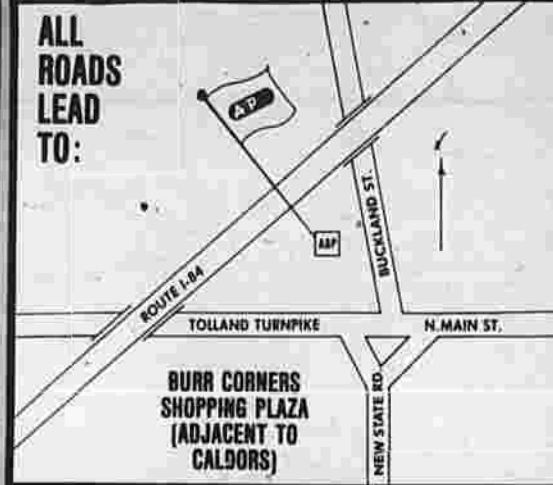 ALL
ROADS
LEAD
TO:
A&P
A&P
BUCKLAND ST.
ROUTE I-84
TOLLAND TURNPIKE
N. MAIN ST.
BURR CORNERS
SHOPPING PLAZA
(ADJACENT TO
CALDORS)
NEW STATE RD